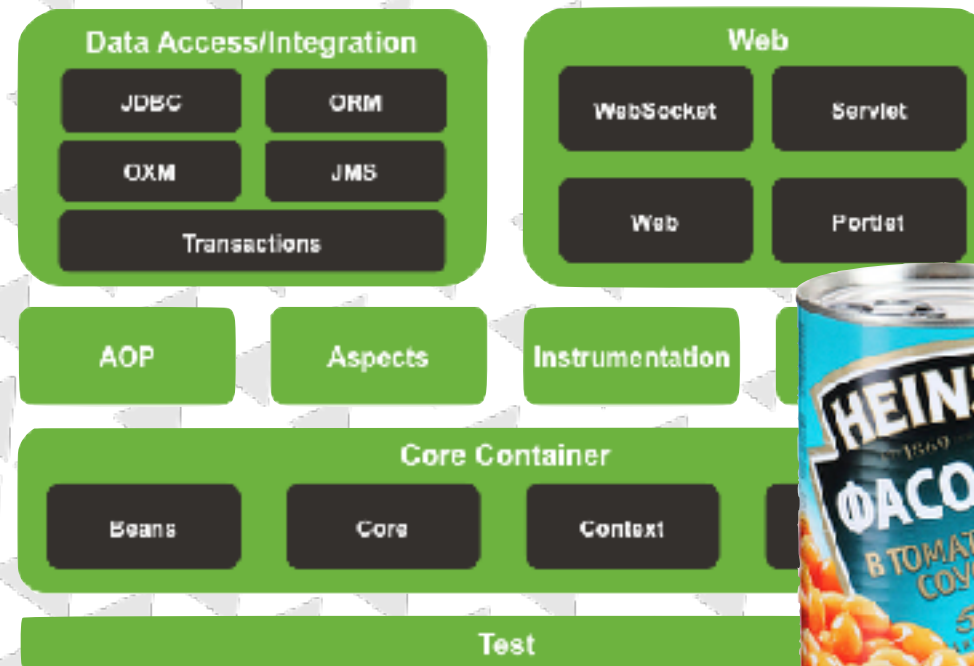 Data Access/Integration
JDBC ORM
OXM JMS
Transactions
Web
WebSocket Servlet
Web Portlet
AOP Aspects Instrumentation
Core Container
Beans Core Context
Test
HEIN
1869
ФАСО
В ТОМАТ
СОУ
5